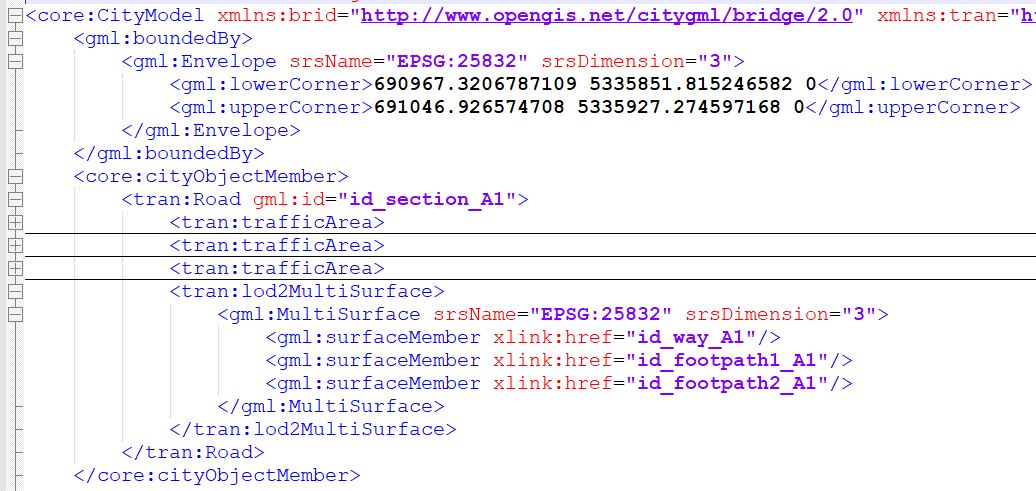 <core:CityModel xmlns:brid="http://www.opengis.net/citygml/bridge/2.0" xmlns:tran="h
<gml:boundedBy>
<gml:Envelope srsName="EPSG:25832" srsDimension="3">
<gml:lowerCorner>690967.3206787109 5335851.815246582 0</gml:lowerCorner>
<gml:upperCorner>691046.926574708 5335927.274597168 0</gml:upperCorner>
</gml:Envelope>
</gml:boundedBy>
<core:cityObjectMember>
<tran:Road gml:id="id_section_A1">
<tran:trafficArea>
<tran:trafficArea>
<tran:trafficArea>
<tran:lod2MultiSurface>
<gml:MultiSurface srsName="EPSG:25832" srsDimension="3">
<gml:surfaceMember xlink:href="id_way_A1"/>
<gml:surfaceMember xlink:href="id_footpath1_A1"/>
<gml:surfaceMember xlink:href="id_footpath2_A1"/>
</gml:MultiSurface>
</tran:lod2MultiSurface>
</tran:Road>
</core:cityObjectMember>